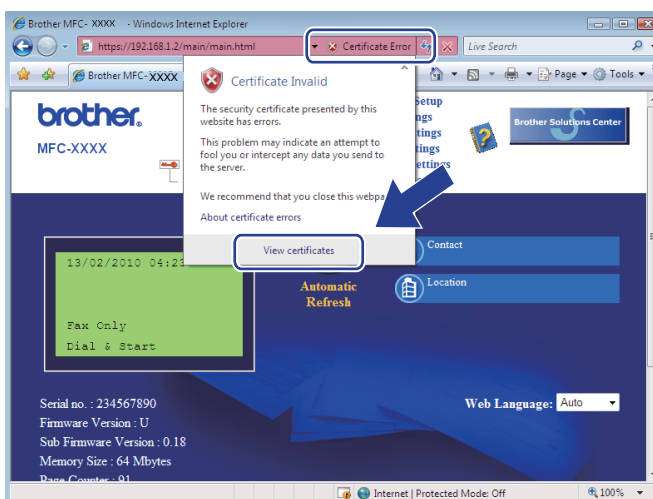 Brother MFC- XXXX - Windows Internet Explorer
https://192.168.1.2/main/main.html
Certificate Error
Live Search
Brother MFC-XXXX
Page
Tools
Certificate Invalid
The security certificate presented by this
website has errors.
This problem may indicate an attempt to
fool you or intercept any data you send to
the server.
We recommend that you close this webpa
About certificate errors
View certificates
brother.
MFC-XXXX
Setup
ngs
tings
tings
ettings
Brother Solutions Center
13/02/2010 04:23
Fax Only
Dial & Start
Automatic
Refresh
Contact
Location
Serial no. : 234567890
Firmware Version : U
Sub Firmware Version : 0.18
Memory Size : 64 Mbytes
Page Counter : 91
Web Language: Auto
Internet | Protected Mode: Off
100%